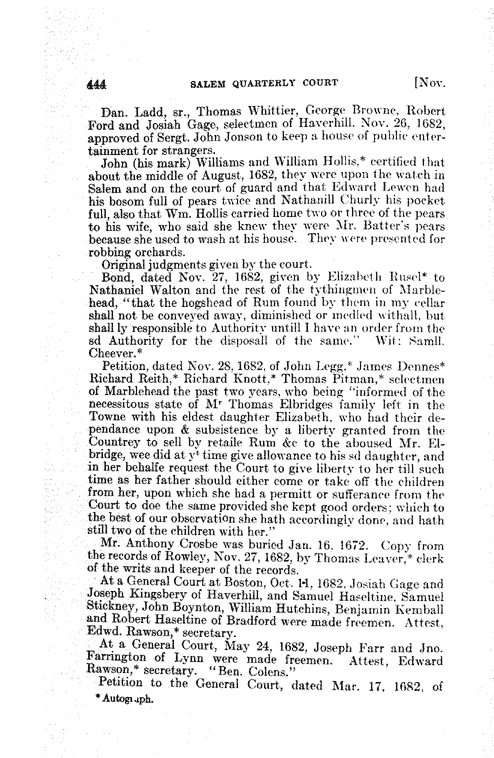 444 SALEM QUARTERLY COURT [Nov.
Dan. Ladd, sr., Thomas Whittier, George Browne, Robert
Ford and Josiah Gage, selectmen of Haverhill, Nov. 26, 1682,
approved of Sergt. John Jonson to keep a house of public enter-
tainment for strangers.
John (his mark) Williams and William Hollis,* certified that
about the middle of August, 1682, they were upon the watch in
Salem and on the court of guard and that Edward Lewen had
his bosom full of pears twice and Nathanill Churly his pocket
full, also that Wm. Hollis carried home two or three of the pears
to his wife, who said she knew they were Mr. Batter's pears
because she used to wash at his house. They were presented for
robbing orchards.
Original judgments given by the court.
Bond, dated Nov. 27, 1682, given by Elizabeth Rusel* to
Nathaniel Walton and the rest of the tythingmen of Marble-
head, "that the hogshead of Rum found by them in my cellar
shall not be conveyed away, diminished or medled withall, but
shall ly responsible to Authority untill I have an order from the
sd Authority for the disposall of the same." Wit: Samll.
Cheever.*
Petition, dated Nov. 28, 1682, of John Legg,* James Dennes*
Richard Reith,* Richard Knott,* Thomas Pitman,* selectmen
of Marblehead the past two years, who being "informed of the
necessitous state of Mr Thomas Elbridges family left in the
Towne with his eldest daughter Elizabeth, who had their de-
pendance upon & subsistence by a liberty granted from the
Countrey to sell by retaile Rum &c to the aboused Mr. El-
bridge, wee did at yt time give allowance to his sd daughter, and
in her behalfe request the Court to give liberty to her till such
time as her father should either come or take off the children
from her, upon which she had a permitt or sufferance from the
Court to doe the same provided she kept good orders; which to
the best of our observation she hath accordingly done, and hath
still two of the children with her."
Mr. Anthony Crosbe was buried Jan. 16, 1672. Copy from
the records of Rowley, Nov. 27, 1682, by Thomas Leaver,* clerk
of the writs and keeper of the records.
At a General Court at Boston, Oct. 11, 1682, Josiah Gage and
Joseph Kingsbery of Haverhill, and Samuel Haseltine, Samuel
Stickney, John Boynton, William Hutchins, Benjamin Kemball
and Robert Haseltine of Bradford were made freemen. Attest,
Edwd. Rawson,* secretary.
At a General Court, May 24, 1682, Joseph Farr and Jno.
Farrington of Lynn were made freemen. Attest, Edward
Rawson,* secretary. "Ben. Colens."
Petition to the General Court, dated Mar. 17, 1682, of
* Autograph.